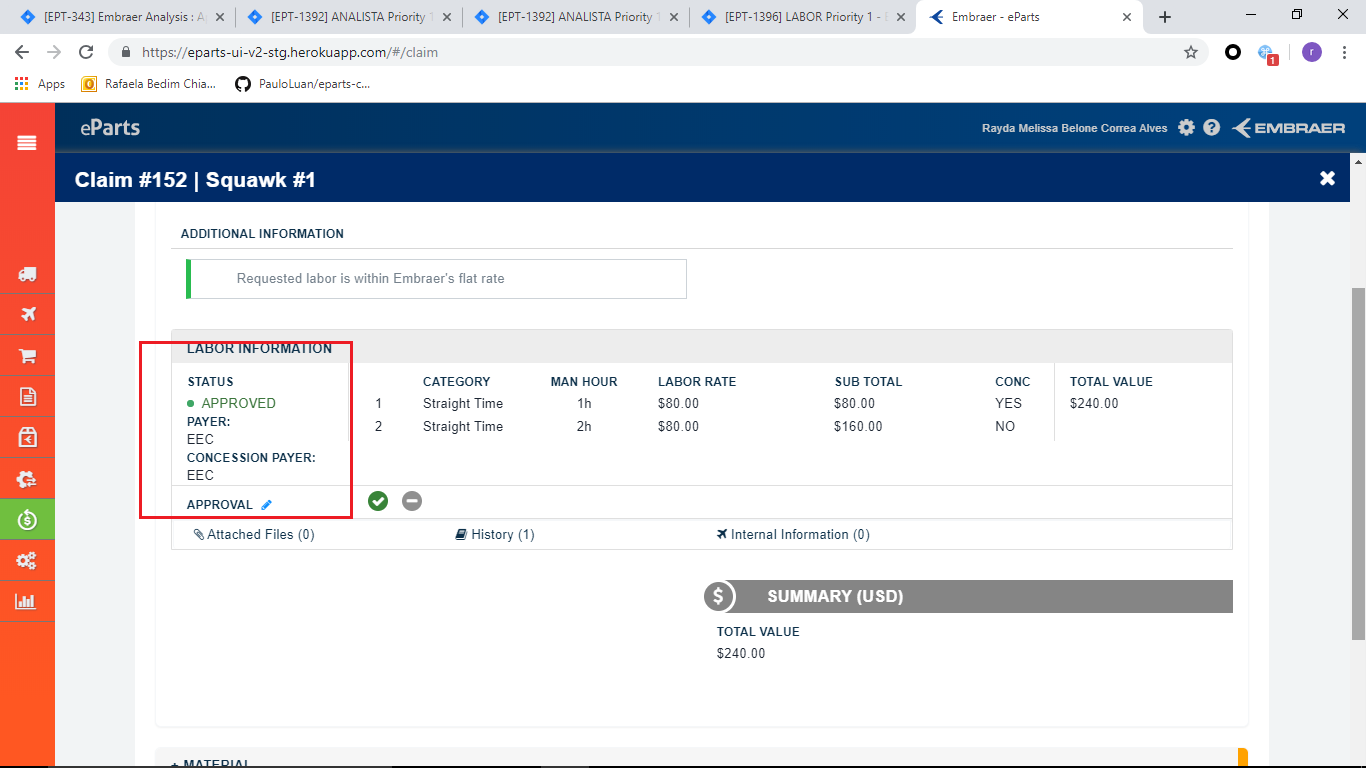 [EPT-343] Embraer Analysis : A
[EPT-1392] ANALISTA Priority 1
[EPT-1392] ANALISTA Priority 1
[EPT-1396] LABOR Priority 1 - E
Embraer - eParts
https://eparts-ui-v2-stg.herokuapp.com/#/claim
1
r
Apps
Rafaela Bedim Chia...
PauloLuan/eparts-c...
eParts
Rayda Melissa Belone Correa Alves
EMBRAER
Claim #152 | Squawk #1
ADDITIONAL INFORMATION
Requested labor is within Embraer's flat rate
LABOR INFORMATION
STATUS CATEGORY MAN HOUR LABOR RATE SUB TOTAL CONC TOTAL VALUE
APPROVED 1 Straight Time 1h $80.00 $80.00 YES $240.00
PAYER: 2 Straight Time 2h $80.00 $160.00 NO
EEC
CONCESSION PAYER:
EEC
APPROVAL
Attached Files (0) History (1) Internal Information (0)
$ SUMMARY (USD)
TOTAL VALUE
$240.00
+ MATERIAL